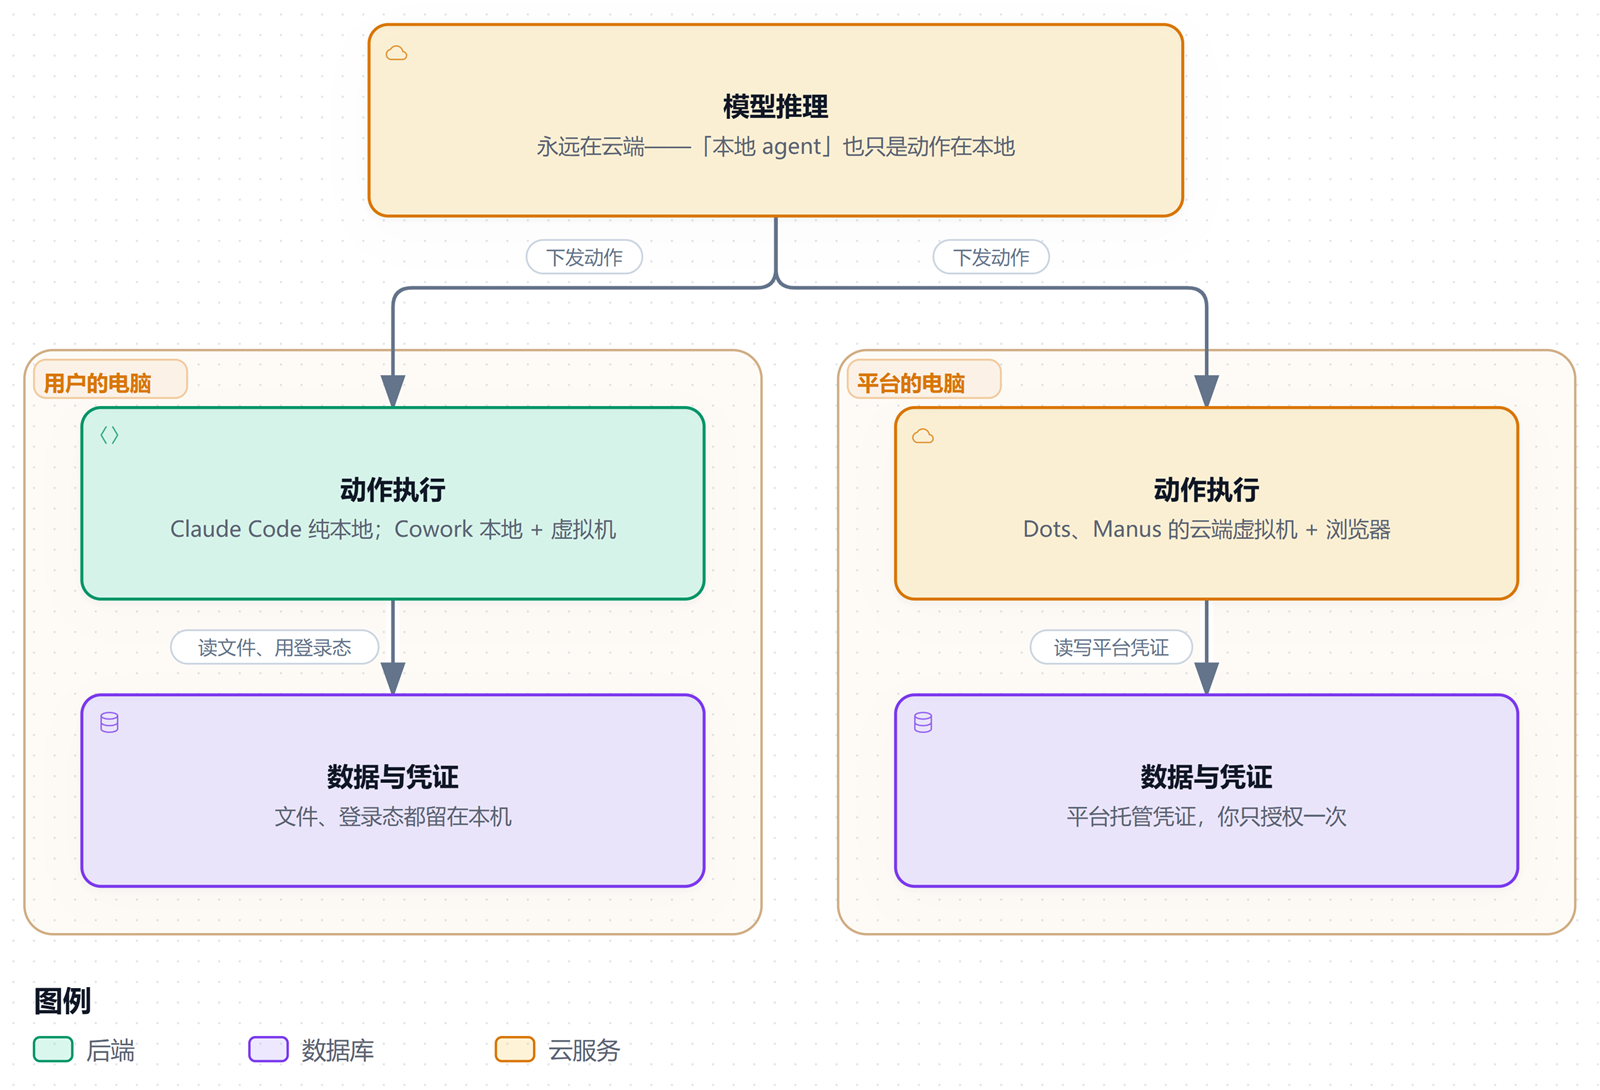 模型推理
永远在云端——「本地 agent」也只是动作在本地
下发动作
下发动作
用户的电脑
动作执行
Claude Code 纯本地；Cowork 本地 + 虚拟机
读文件、用登录态
数据与凭证
文件、登录态都留在本机
平台的电脑
动作执行
Dots、Manus 的云端虚拟机 + 浏览器
读写平台凭证
数据与凭证
平台托管凭证，你只授权一次
图例
后端
数据库
云服务